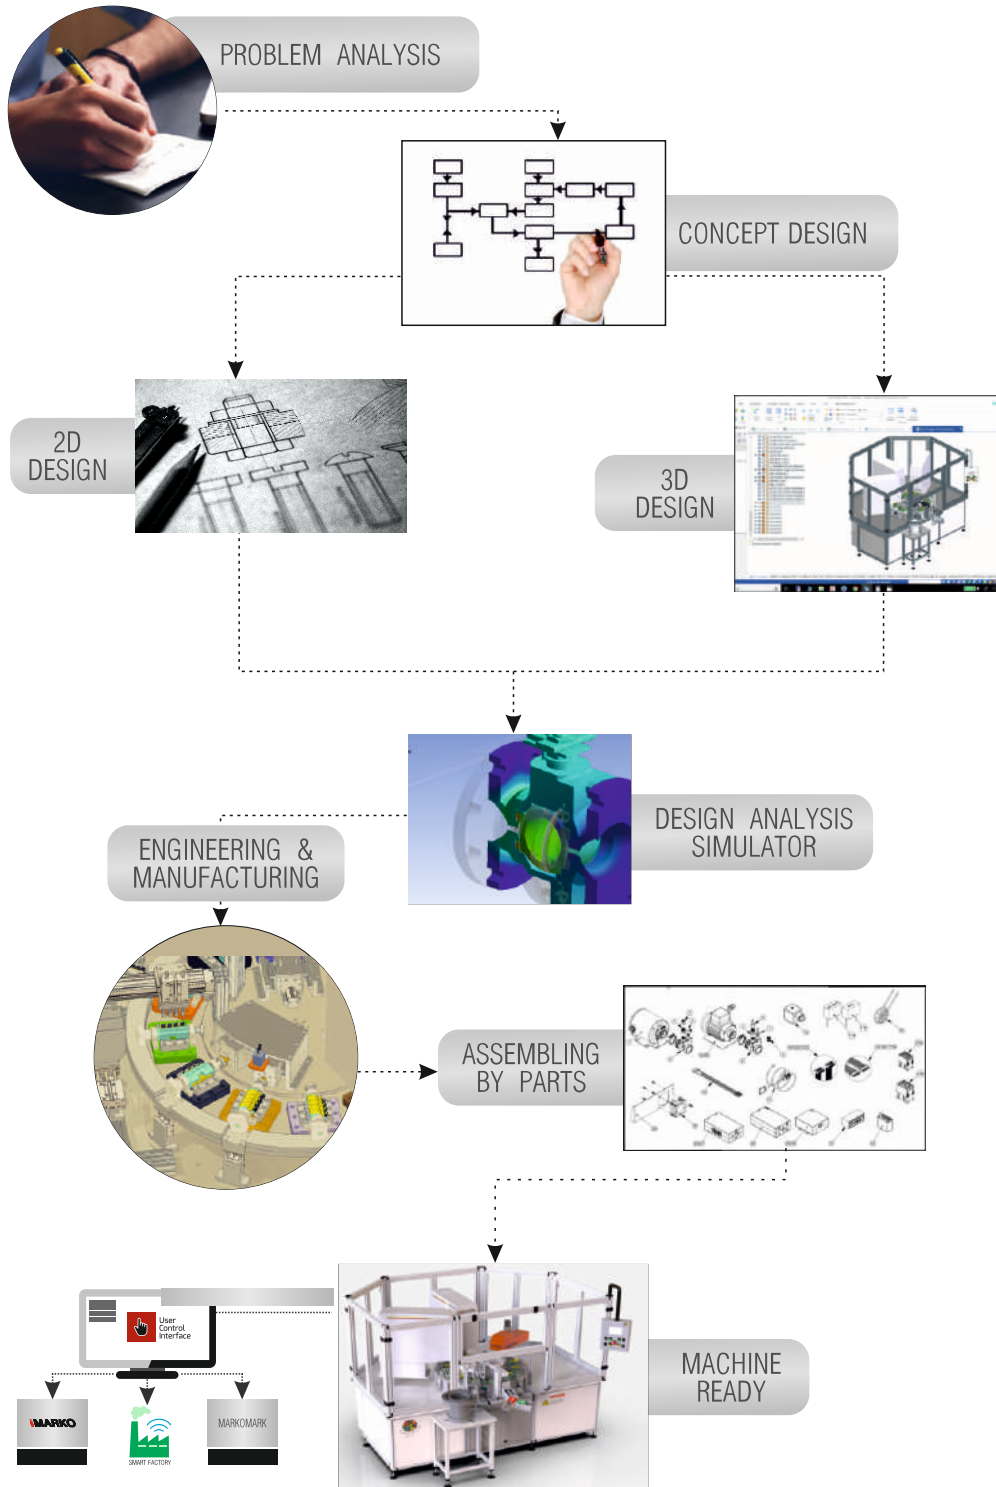 PROBLEM ANALYSIS
CONCEPT DESIGN
2D
DESIGN
3D
DESIGN
DESIGN ANALYSIS
SIMULATOR
ENGINEERING &
MANUFACTURING
ASSEMBLING
BY PARTS
MACHINE
READY
User
Control
Interface
MARKO
SMART FACTORY
MARKOMARK